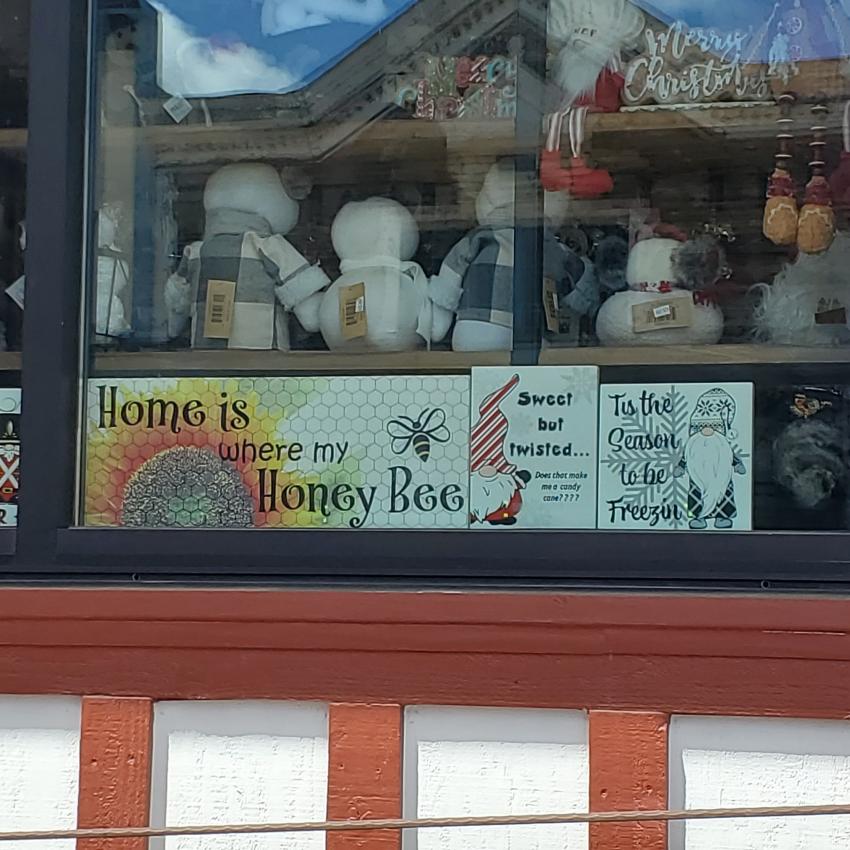 Merry
Christmas
Home is
where my
Honey Bee
Sweet
but
twisted...
Does that make
me a candy
cane????
Tis the
Season
to be
Freezin
R